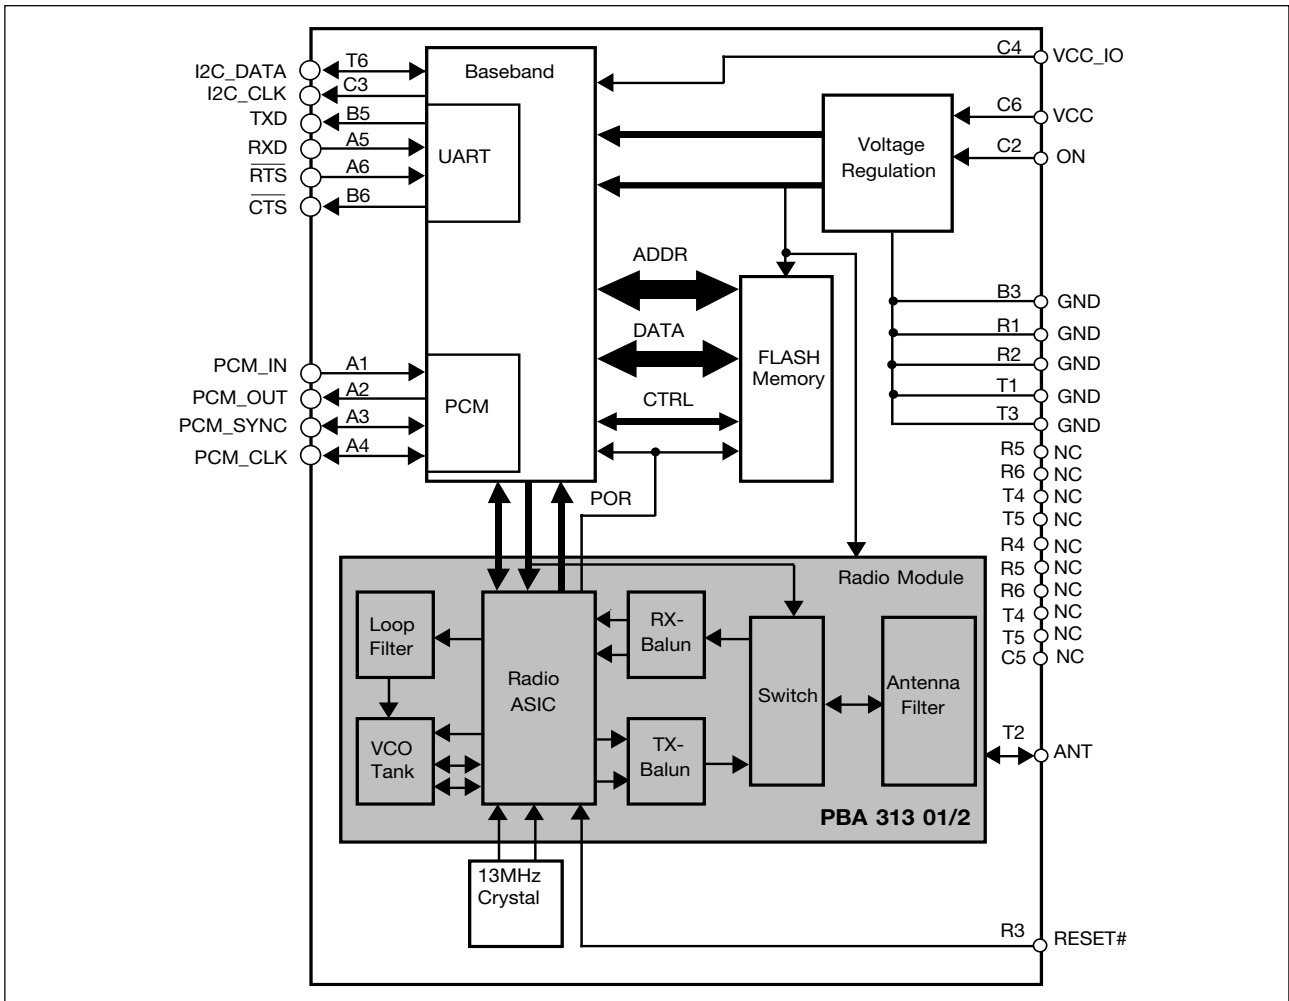 I2C_DATA
T6
I2C_CLK
C3
TXD
B5
RXD
A5
RTS
A6
CTS
B6
Baseband
UART
PCM_IN
A1
PCM_OUT
A2
PCM_SYNC
A3
PCM_CLK
A4
PCM
C4
VCC_IO
C6
VCC
C2
ON
Voltage
Regulation
ADDR
DATA
CTRL
POR
FLASH
Memory
B3
GND
R1
GND
R2
GND
T1
GND
T3
GND
R5
NC
R6
NC
T4
NC
T5
NC
R4
NC
R5
NC
R6
NC
T4
NC
T5
NC
C5
NC
Radio Module
Loop
Filter
VCO
Tank
Radio
ASIC
RX-
Balun
TX-
Balun
Switch
Antenna
Filter
PBA 313 01/2
T2
ANT
13MHz
Crystal
R3
RESET#